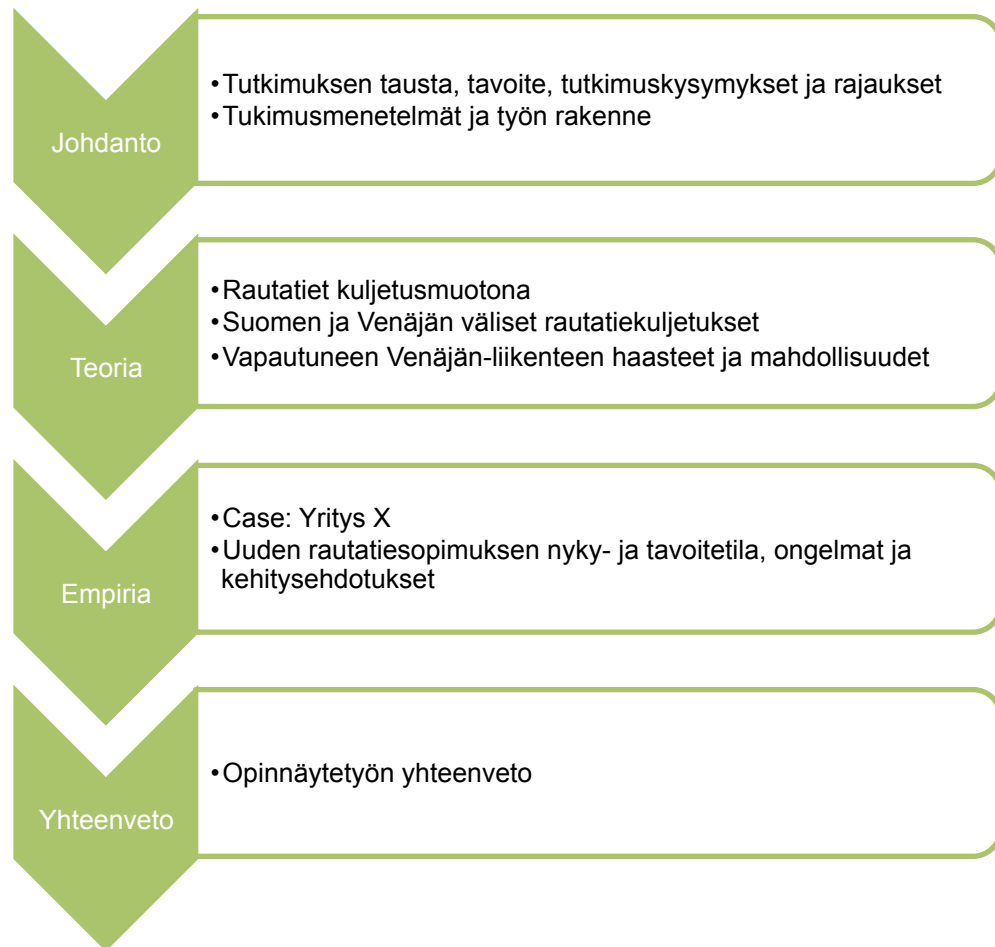 Johdanto
•Tutkimuksen tausta, tavoite, tutkimuskysymykset ja rajaukset
•Tukimusmenetelmät ja työn rakenne
Teoria
•Rautatiet kuljetusmuotona
•Suomen ja Venäjän väliset rautatiekuljetukset
•Vapautuneen Venäjän-liikenteen haasteet ja mahdollisuudet
Empiria
•Case: Yritys X
•Uuden rautatiesopimuksen nyky- ja tavoitetila, ongelmat ja
kehitysehdotukset
Yhteenveto
•Opinnäytetyön yhteenveto